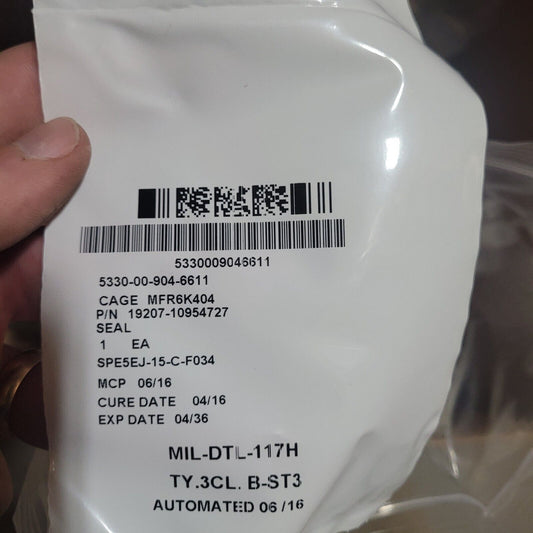 5330009046611
5330-00-904-6611
CAGE MFR6K404
P/N 19207-10954727
SEAL
1 EA
SPE5EJ-15-C-F034
MCP 06/16
CURE DATE 04/16
EXP DATE 04/36
MIL-DTL-117H
TY.3CL. B-ST3
AUTOMATED 06 /16